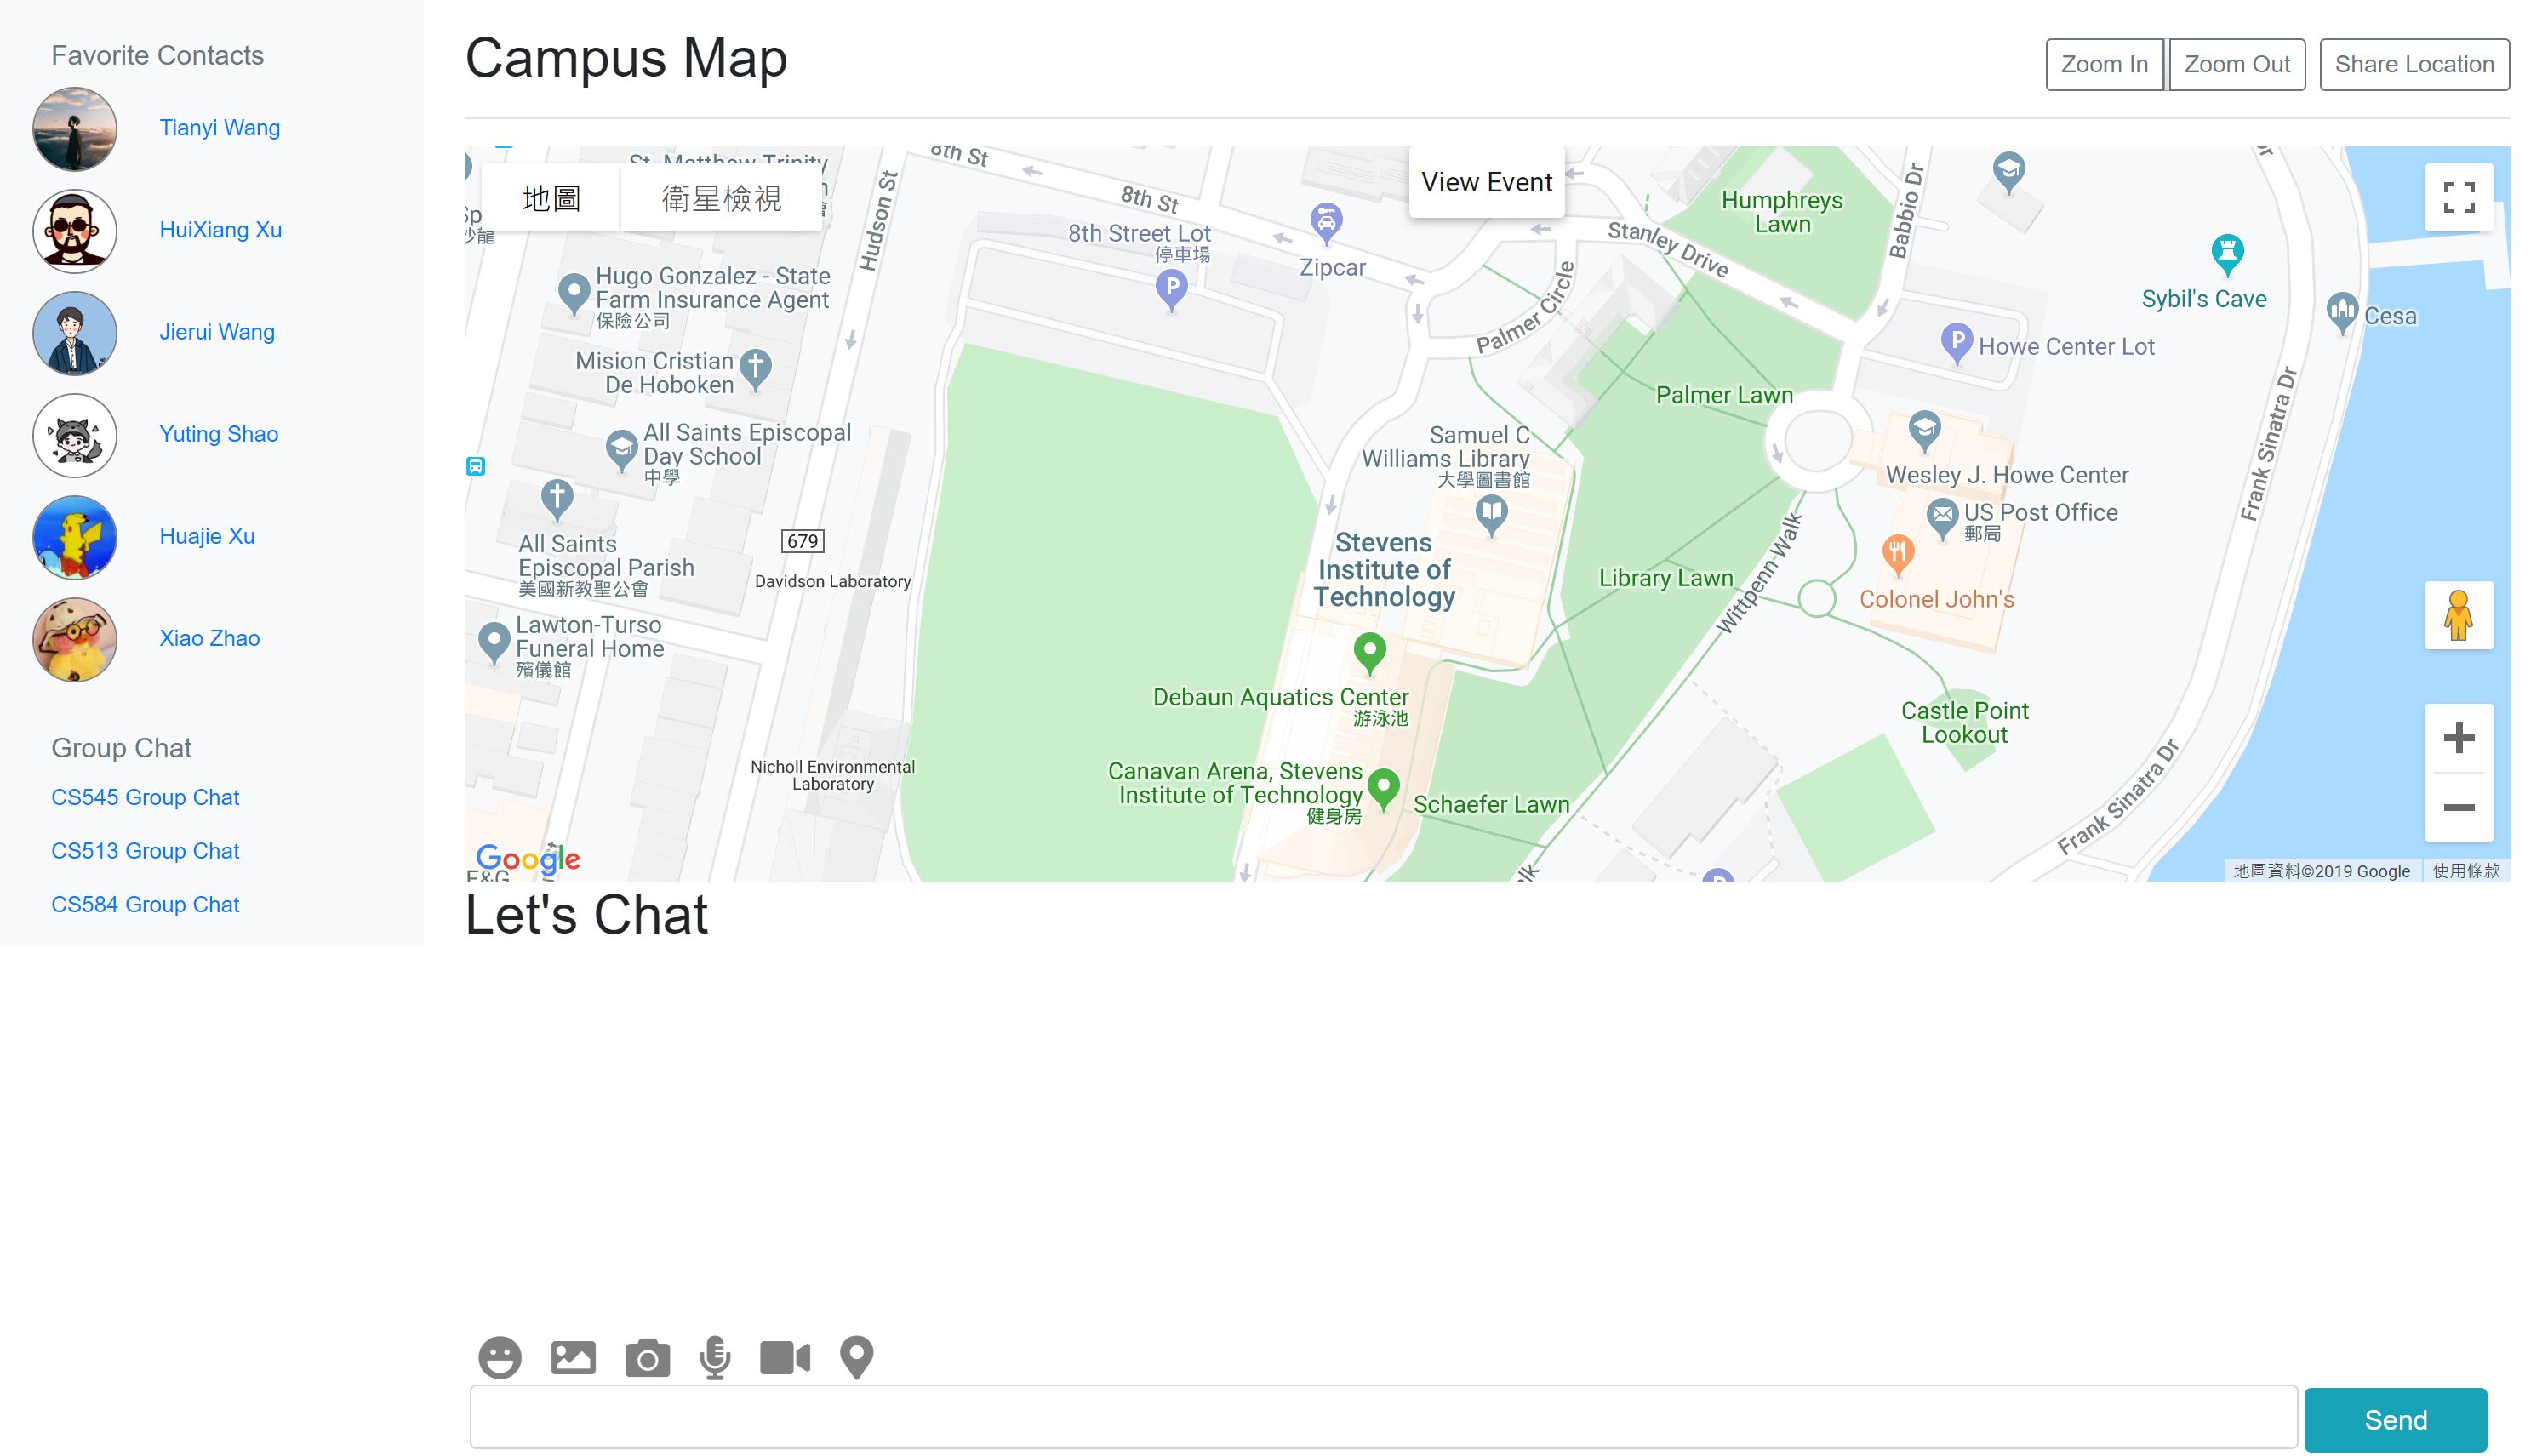 Favorite Contacts
Tianyi Wang
HuiXiang Xu
Jierui Wang
Yuting Shao
Huajie Xu
Xiao Zhao
Group Chat
CS545 Group Chat
CS513 Group Chat
CS584 Group Chat
Campus Map
Zoom In
Zoom Out
Share Location
地圖
衛星檢視
View Event
St. Matthew Trinity
8th St
8th St
Hudson St
8th Street Lot
停車場
Zipcar
Stanley Drive
Humphreys
Lawn
Babbio Dr
Palmer Circle
Sybil's Cave
Cesa
Howe Center Lot
Hugo Gonzalez - State
Farm Insurance Agent
保險公司
Mision Cristian
De Hoboken
Palmer Lawn
All Saints Episcopal
Day School
中學
Samuel C
Williams Library
大學圖書館
Wesley J. Howe Center
US Post Office
郵局
Frank Sinatra Dr
679
All Saints
Episcopal Parish
美國新教聖公會
Davidson Laboratory
Stevens
Institute of
Technology
Library Lawn
Wittpenn-Walk
Colonel John's
Lawton-Turso
Funeral Home
殯儀館
Debaun Aquatics Center
游泳池
Castle Point
Lookout
Nicholl Environmental
Laboratory
Canavan Arena, Stevens
Institute of Technology
健身房
Schaefer Lawn
Frank Sinatra Dr
Google
地圖資料©2019 Google
使用條款
Let's Chat
Send